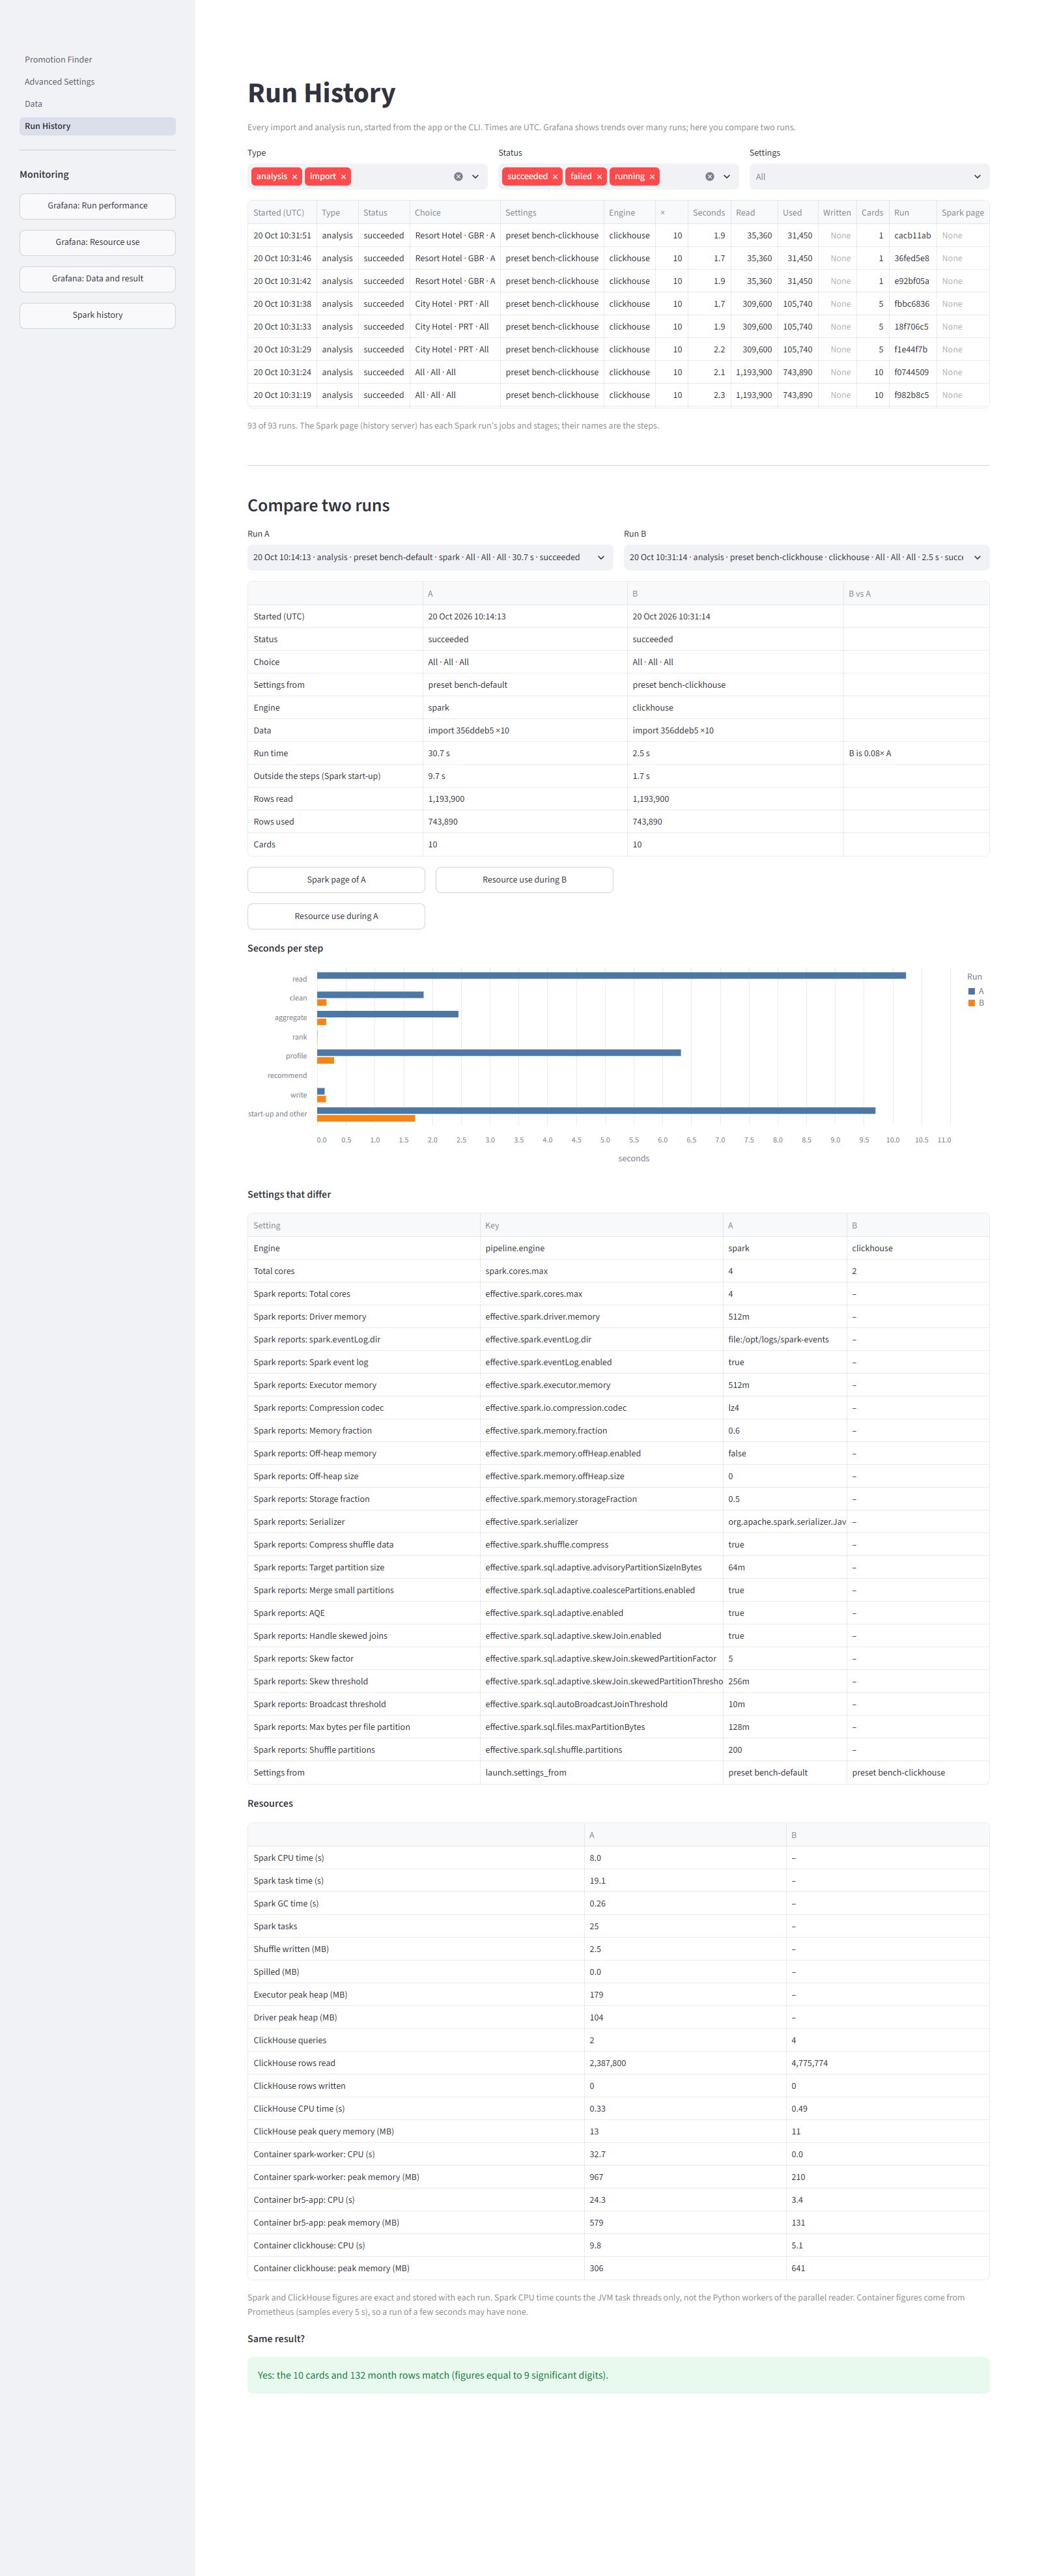 Promotion Finder
Advanced Settings
Data
Run History
Monitoring
Grafana: Run performance
Grafana: Resource use
Grafana: Data and result
Spark history
Run History
Every import and analysis run, started from the app or the CLI. Times are UTC. Grafana shows trends over many runs; here you compare two runs.
Type Status Settings
analysis × import × succeeded × failed × running × All
Started (UTC) Type Status Choice Settings Engine × Seconds Read Used Written Cards Run Spark page
20 Oct 10:31:51 analysis succeeded Resort Hotel · GBR · A preset bench-clickhouse clickhouse 10 1.9 35,360 31,450 None 1 cacb11ab None
20 Oct 10:31:46 analysis succeeded Resort Hotel · GBR · A preset bench-clickhouse clickhouse 10 1.7 35,360 31,450 None 1 36fed5e8 None
20 Oct 10:31:42 analysis succeeded Resort Hotel · GBR · A preset bench-clickhouse clickhouse 10 1.9 35,360 31,450 None 1 e92bf05a None
20 Oct 10:31:38 analysis succeeded City Hotel · PRT · All preset bench-clickhouse clickhouse 10 1.7 309,600 105,740 None 5 fbbc6836 None
20 Oct 10:31:33 analysis succeeded City Hotel · PRT · All preset bench-clickhouse clickhouse 10 1.9 309,600 105,740 None 5 18f706c5 None
20 Oct 10:31:29 analysis succeeded City Hotel · PRT · All preset bench-clickhouse clickhouse 10 2.2 309,600 105,740 None 5 f1e44f7b None
20 Oct 10:31:24 analysis succeeded All · All · All preset bench-clickhouse clickhouse 10 2.1 1,193,900 743,890 None 10 f0744509 None
20 Oct 10:31:19 analysis succeeded All · All · All preset bench-clickhouse clickhouse 10 2.3 1,193,900 743,890 None 10 f982b8c5 None
93 of 93 runs. The Spark page (history server) has each Spark run's jobs and stages; their names are the steps.
Compare two runs
Run A Run B
20 Oct 10:14:13 · analysis · preset bench-default · spark · All · All · All · 30.7 s · succeeded 20 Oct 10:31:14 · analysis · preset bench-clickhouse · clickhouse · All · All · All · 2.5 s · succe
A B B vs A
Started (UTC) 20 Oct 2026 10:14:13 20 Oct 2026 10:31:14
Status succeeded succeeded
Choice All · All · All All · All · All
Settings from preset bench-default preset bench-clickhouse
Engine spark clickhouse
Data import 356ddeb5 ×10 import 356ddeb5 ×10
Run time 30.7 s 2.5 s B is 0.08× A
Outside the steps (Spark start-up) 9.7 s 1.7 s
Rows read 1,193,900 1,193,900
Rows used 743,890 743,890
Cards 10 10
Spark page of A Resource use during B
Resource use during A
Seconds per step
Run
A
B
read
clean
aggregate
rank
profile
recommend
write
start-up and other
0.0 0.5 1.0 1.5 2.0 2.5 3.0 3.5 4.0 4.5 5.0 5.5 6.0 6.5 7.0 7.5 8.0 8.5 9.0 9.5 10.0 10.5 11.0
seconds
Settings that differ
Setting Key A B
Engine pipeline.engine spark clickhouse
Total cores spark.cores.max 4 2
Spark reports: Total cores effective.spark.cores.max 4 –
Spark reports: Driver memory effective.spark.driver.memory 512m –
Spark reports: spark.eventLog.dir effective.spark.eventLog.dir file:/opt/logs/spark-events –
Spark reports: Spark event log effective.spark.eventLog.enabled true –
Spark reports: Executor memory effective.spark.executor.memory 512m –
Spark reports: Compression codec effective.spark.io.compression.codec lz4 –
Spark reports: Memory fraction effective.spark.memory.fraction 0.6 –
Spark reports: Off-heap memory effective.spark.memory.offHeap.enabled false –
Spark reports: Off-heap size effective.spark.memory.offHeap.size 0 –
Spark reports: Storage fraction effective.spark.memory.storageFraction 0.5 –
Spark reports: Serializer effective.spark.serializer org.apache.spark.serializer.Jav –
Spark reports: Compress shuffle data effective.spark.shuffle.compress true –
Spark reports: Target partition size effective.spark.sql.adaptive.advisoryPartitionSizeInBytes 64m –
Spark reports: Merge small partitions effective.spark.sql.adaptive.coalescePartitions.enabled true –
Spark reports: AQE effective.spark.sql.adaptive.enabled true –
Spark reports: Handle skewed joins effective.spark.sql.adaptive.skewJoin.enabled true –
Spark reports: Skew factor effective.spark.sql.adaptive.skewJoin.skewedPartitionFactor 5 –
Spark reports: Skew threshold effective.spark.sql.adaptive.skewJoin.skewedPartitionThresho 256m –
Spark reports: Broadcast threshold effective.spark.sql.autoBroadcastJoinThreshold 10m –
Spark reports: Max bytes per file partition effective.spark.sql.files.maxPartitionBytes 128m –
Spark reports: Shuffle partitions effective.spark.sql.shuffle.partitions 200 –
Settings from launch.settings_from preset bench-default preset bench-clickhouse
Resources
A B
Spark CPU time (s) 8.0 –
Spark task time (s) 19.1 –
Spark GC time (s) 0.26 –
Spark tasks 25 –
Shuffle written (MB) 2.5 –
Spilled (MB) 0.0 –
Executor peak heap (MB) 179 –
Driver peak heap (MB) 104 –
ClickHouse queries 2 4
ClickHouse rows read 2,387,800 4,775,774
ClickHouse rows written 0 0
ClickHouse CPU time (s) 0.33 0.49
ClickHouse peak query memory (MB) 13 11
Container spark-worker: CPU (s) 32.7 0.0
Container spark-worker: peak memory (MB) 967 210
Container br5-app: CPU (s) 24.3 3.4
Container br5-app: peak memory (MB) 579 131
Container clickhouse: CPU (s) 9.8 5.1
Container clickhouse: peak memory (MB) 306 641
Spark and ClickHouse figures are exact and stored with each run. Spark CPU time counts the JVM task threads only, not the Python workers of the parallel reader. Container figures come from
Prometheus (samples every 5 s), so a run of a few seconds may have none.
Same result?
Yes: the 10 cards and 132 month rows match (figures equal to 9 significant digits).